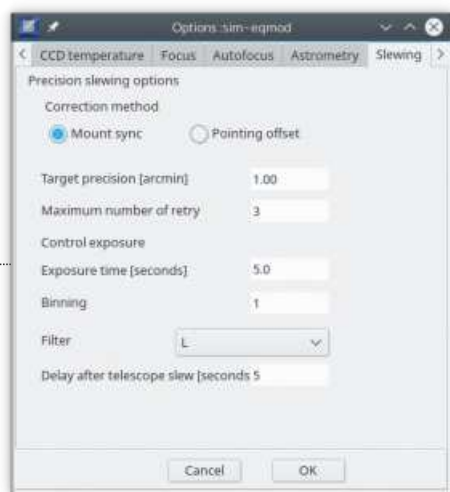 Options :sim-eqmod
CCD temperature Focus Autofocus Astrometry Slewing
Precision slewing options
Correction method
Mount sync Pointing offset
Target precision [arcmin] 1.00
Maximum number of retry 3
Control exposure
Exposure time [seconds] 5.0
Binning 1
Filter L
Delay after telescope slew [seconds 5
Cancel OK